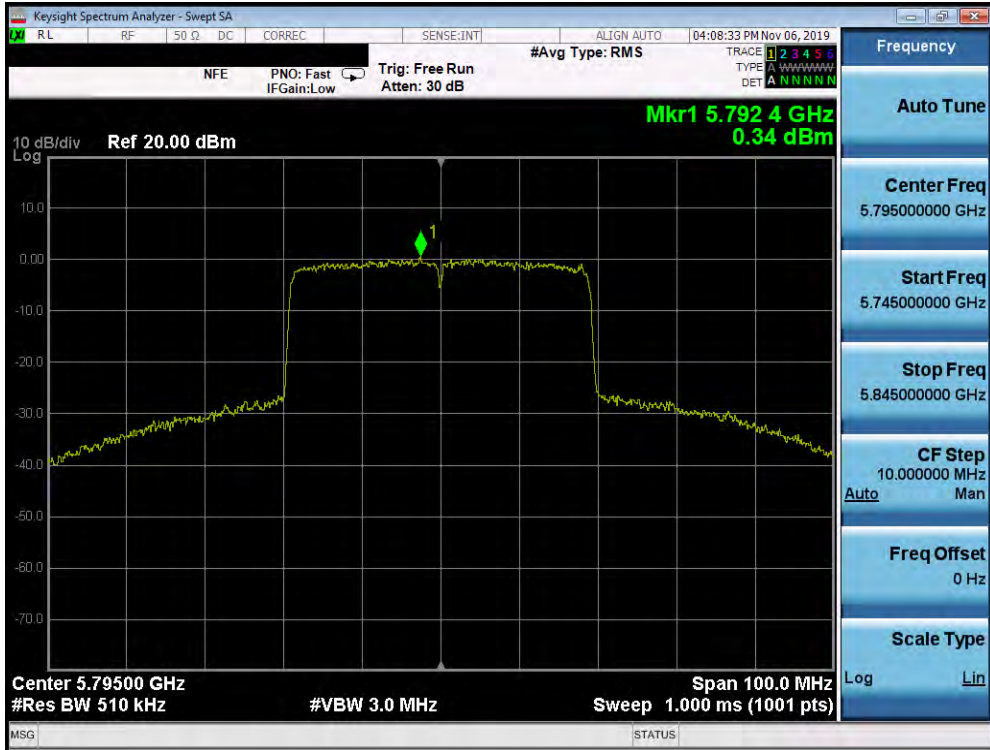 Keysight Spectrum Analyzer - Swept SA
LXI RL RF 50 Ω DC CORREC SENSE:INT ALIGN AUTO 04:08:33 PM Nov 06, 2019
NFE PNO: Fast Trig: Free Run #Avg Type: RMS TRACE 1 2 3 4 5 6
IFGain:Low Atten: 30 dB TYPE A WWWWW
DET A N N N N N
Mkr1 5.792 4 GHz
0.34 dBm
10 dB/div Ref 20.00 dBm
Log
10.0
1
0.00
-10.0
-20.0
-30.0
-40.0
-50.0
-60.0
-70.0
Center 5.79500 GHz Span 100.0 MHz
#Res BW 510 kHz #VBW 3.0 MHz Sweep 1.000 ms (1001 pts)
MSG STATUS
Frequency
Auto Tune
Center Freq
5.795000000 GHz
Start Freq
5.745000000 GHz
Stop Freq
5.845000000 GHz
CF Step
10.000000 MHz
Auto Man
Freq Offset
0 Hz
Scale Type
Log Lin